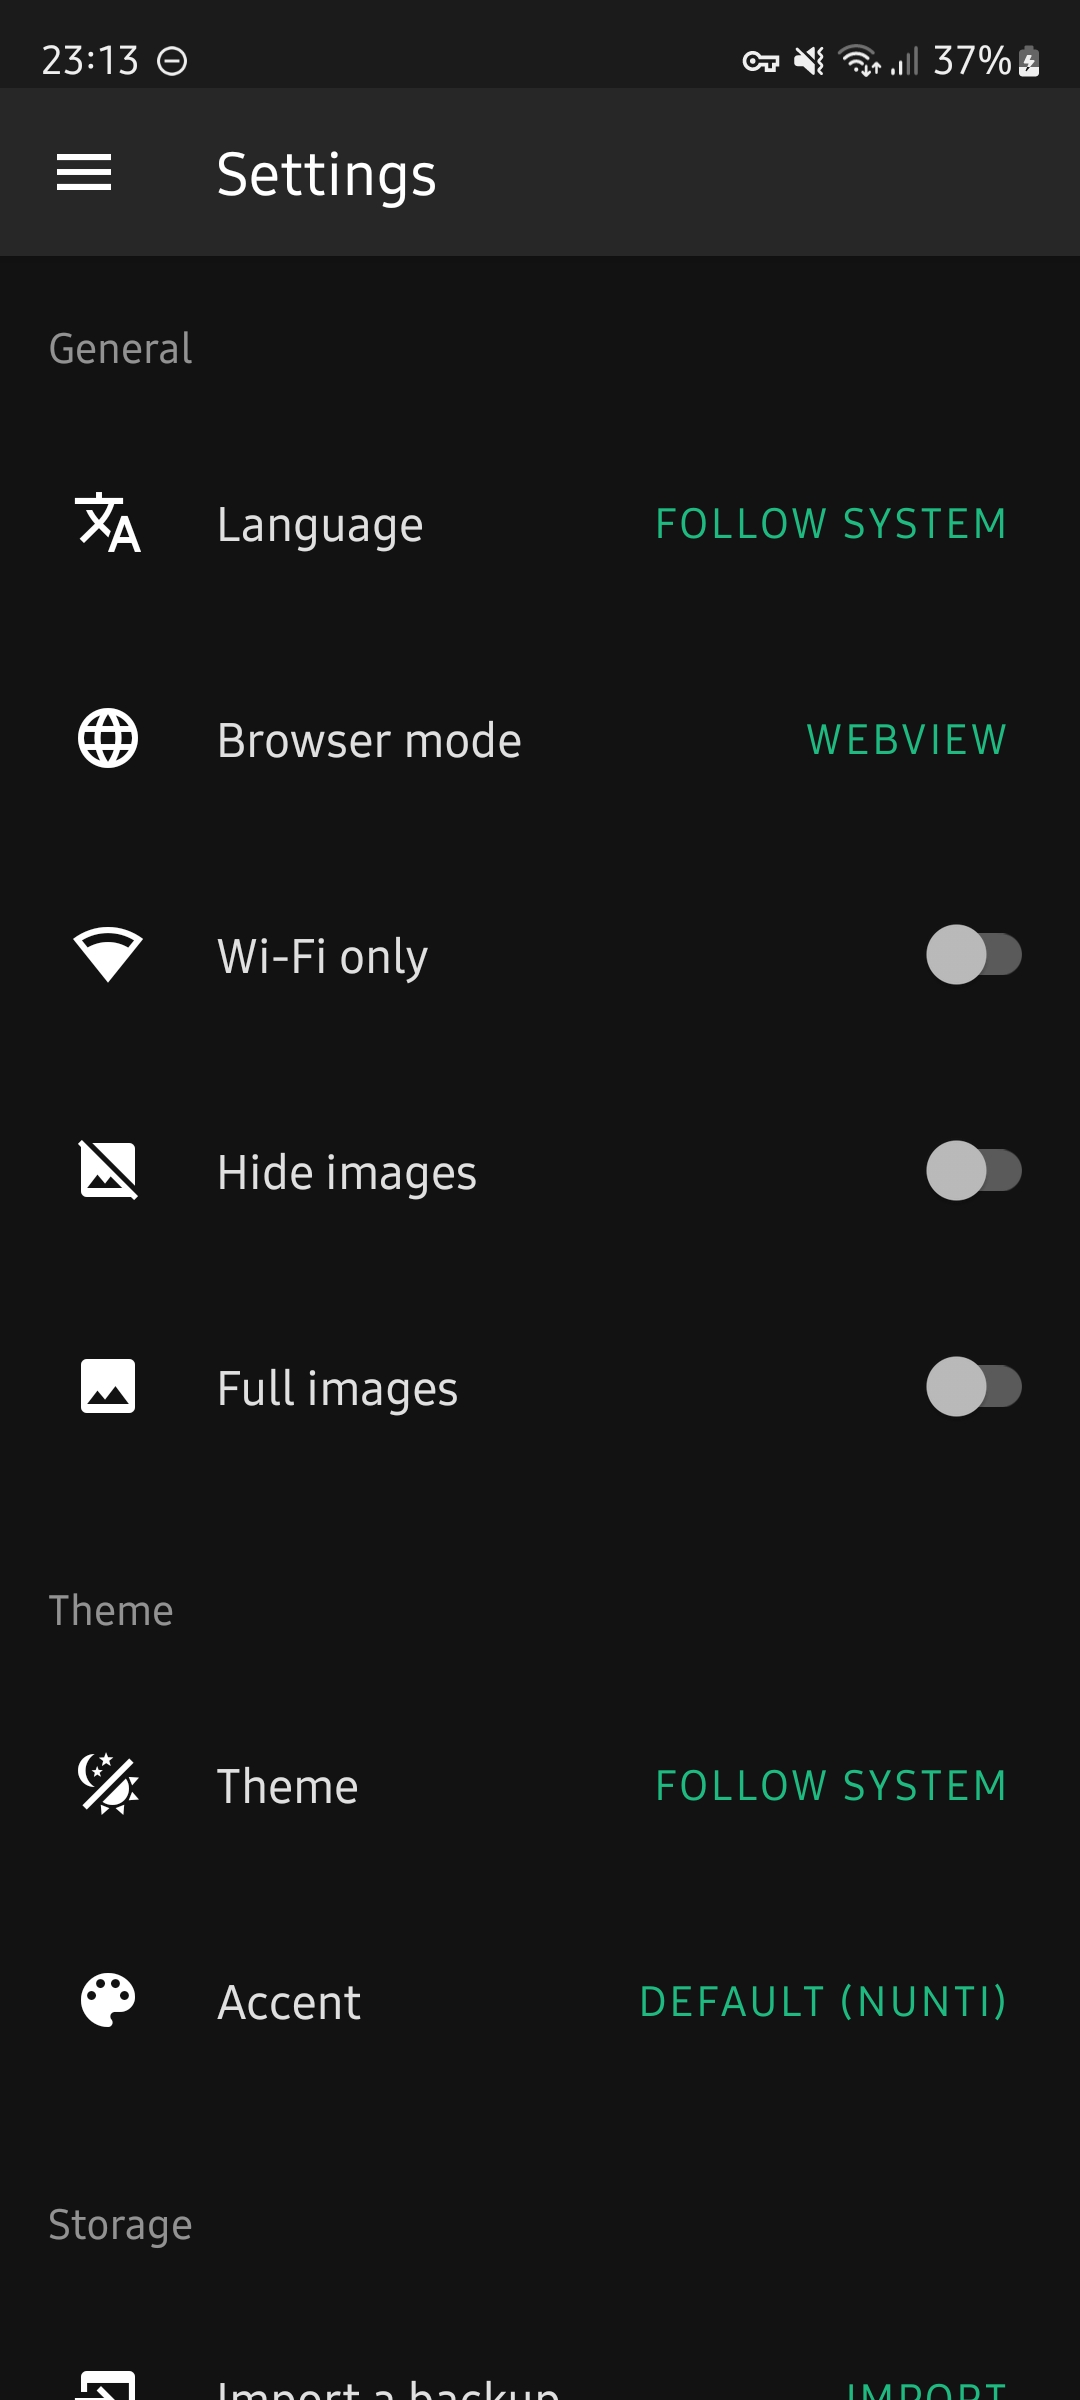 23:13 37%
Settings
General
Language FOLLOW SYSTEM
Browser mode WEBVIEW
Wi-Fi only
Hide images
Full images
Theme
Theme FOLLOW SYSTEM
Accent DEFAULT (NUNTI)
Storage
Import a backup IMPORT